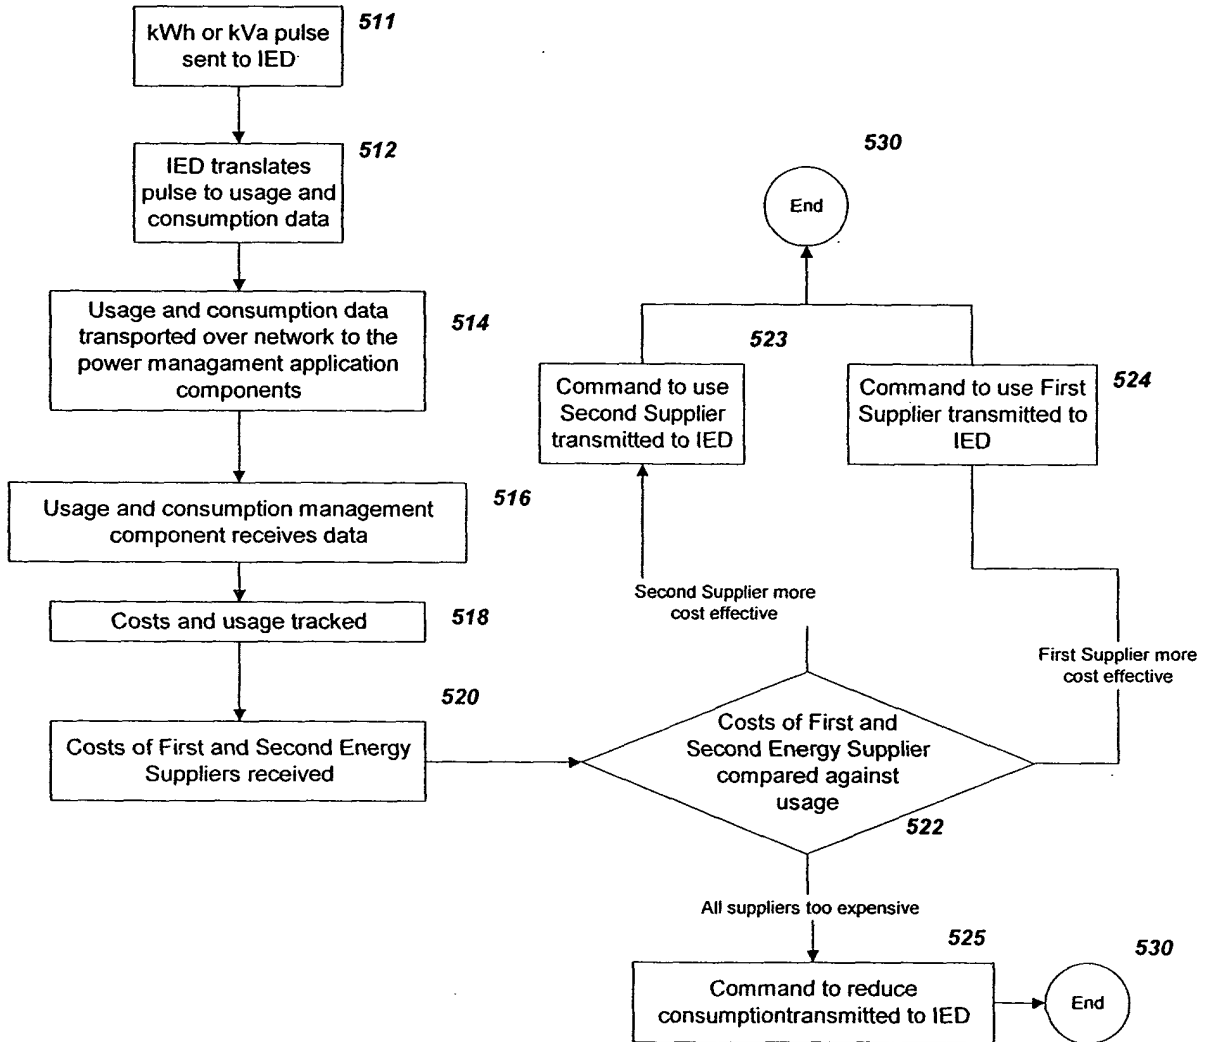 kWh or kVa pulse
sent to IED
511
IED translates
pulse to usage and
consumption data
512
Usage and consumption data
transported over network to the
power managament application
components
514
Usage and consumption management
component receives data
516
Costs and usage tracked
518
Costs of First and Second Energy
Suppliers received
520
530
End
523
Command to use
Second Supplier
transmitted to IED
Command to use First
Supplier transmitted to
IED
524
Second Supplier more
cost effective
First Supplier more
cost effective
Costs of First and
Second Energy Supplier
compared against
usage
522
All suppliers too expensive
525
Command to reduce
consumptiontransmitted to IED
530
End